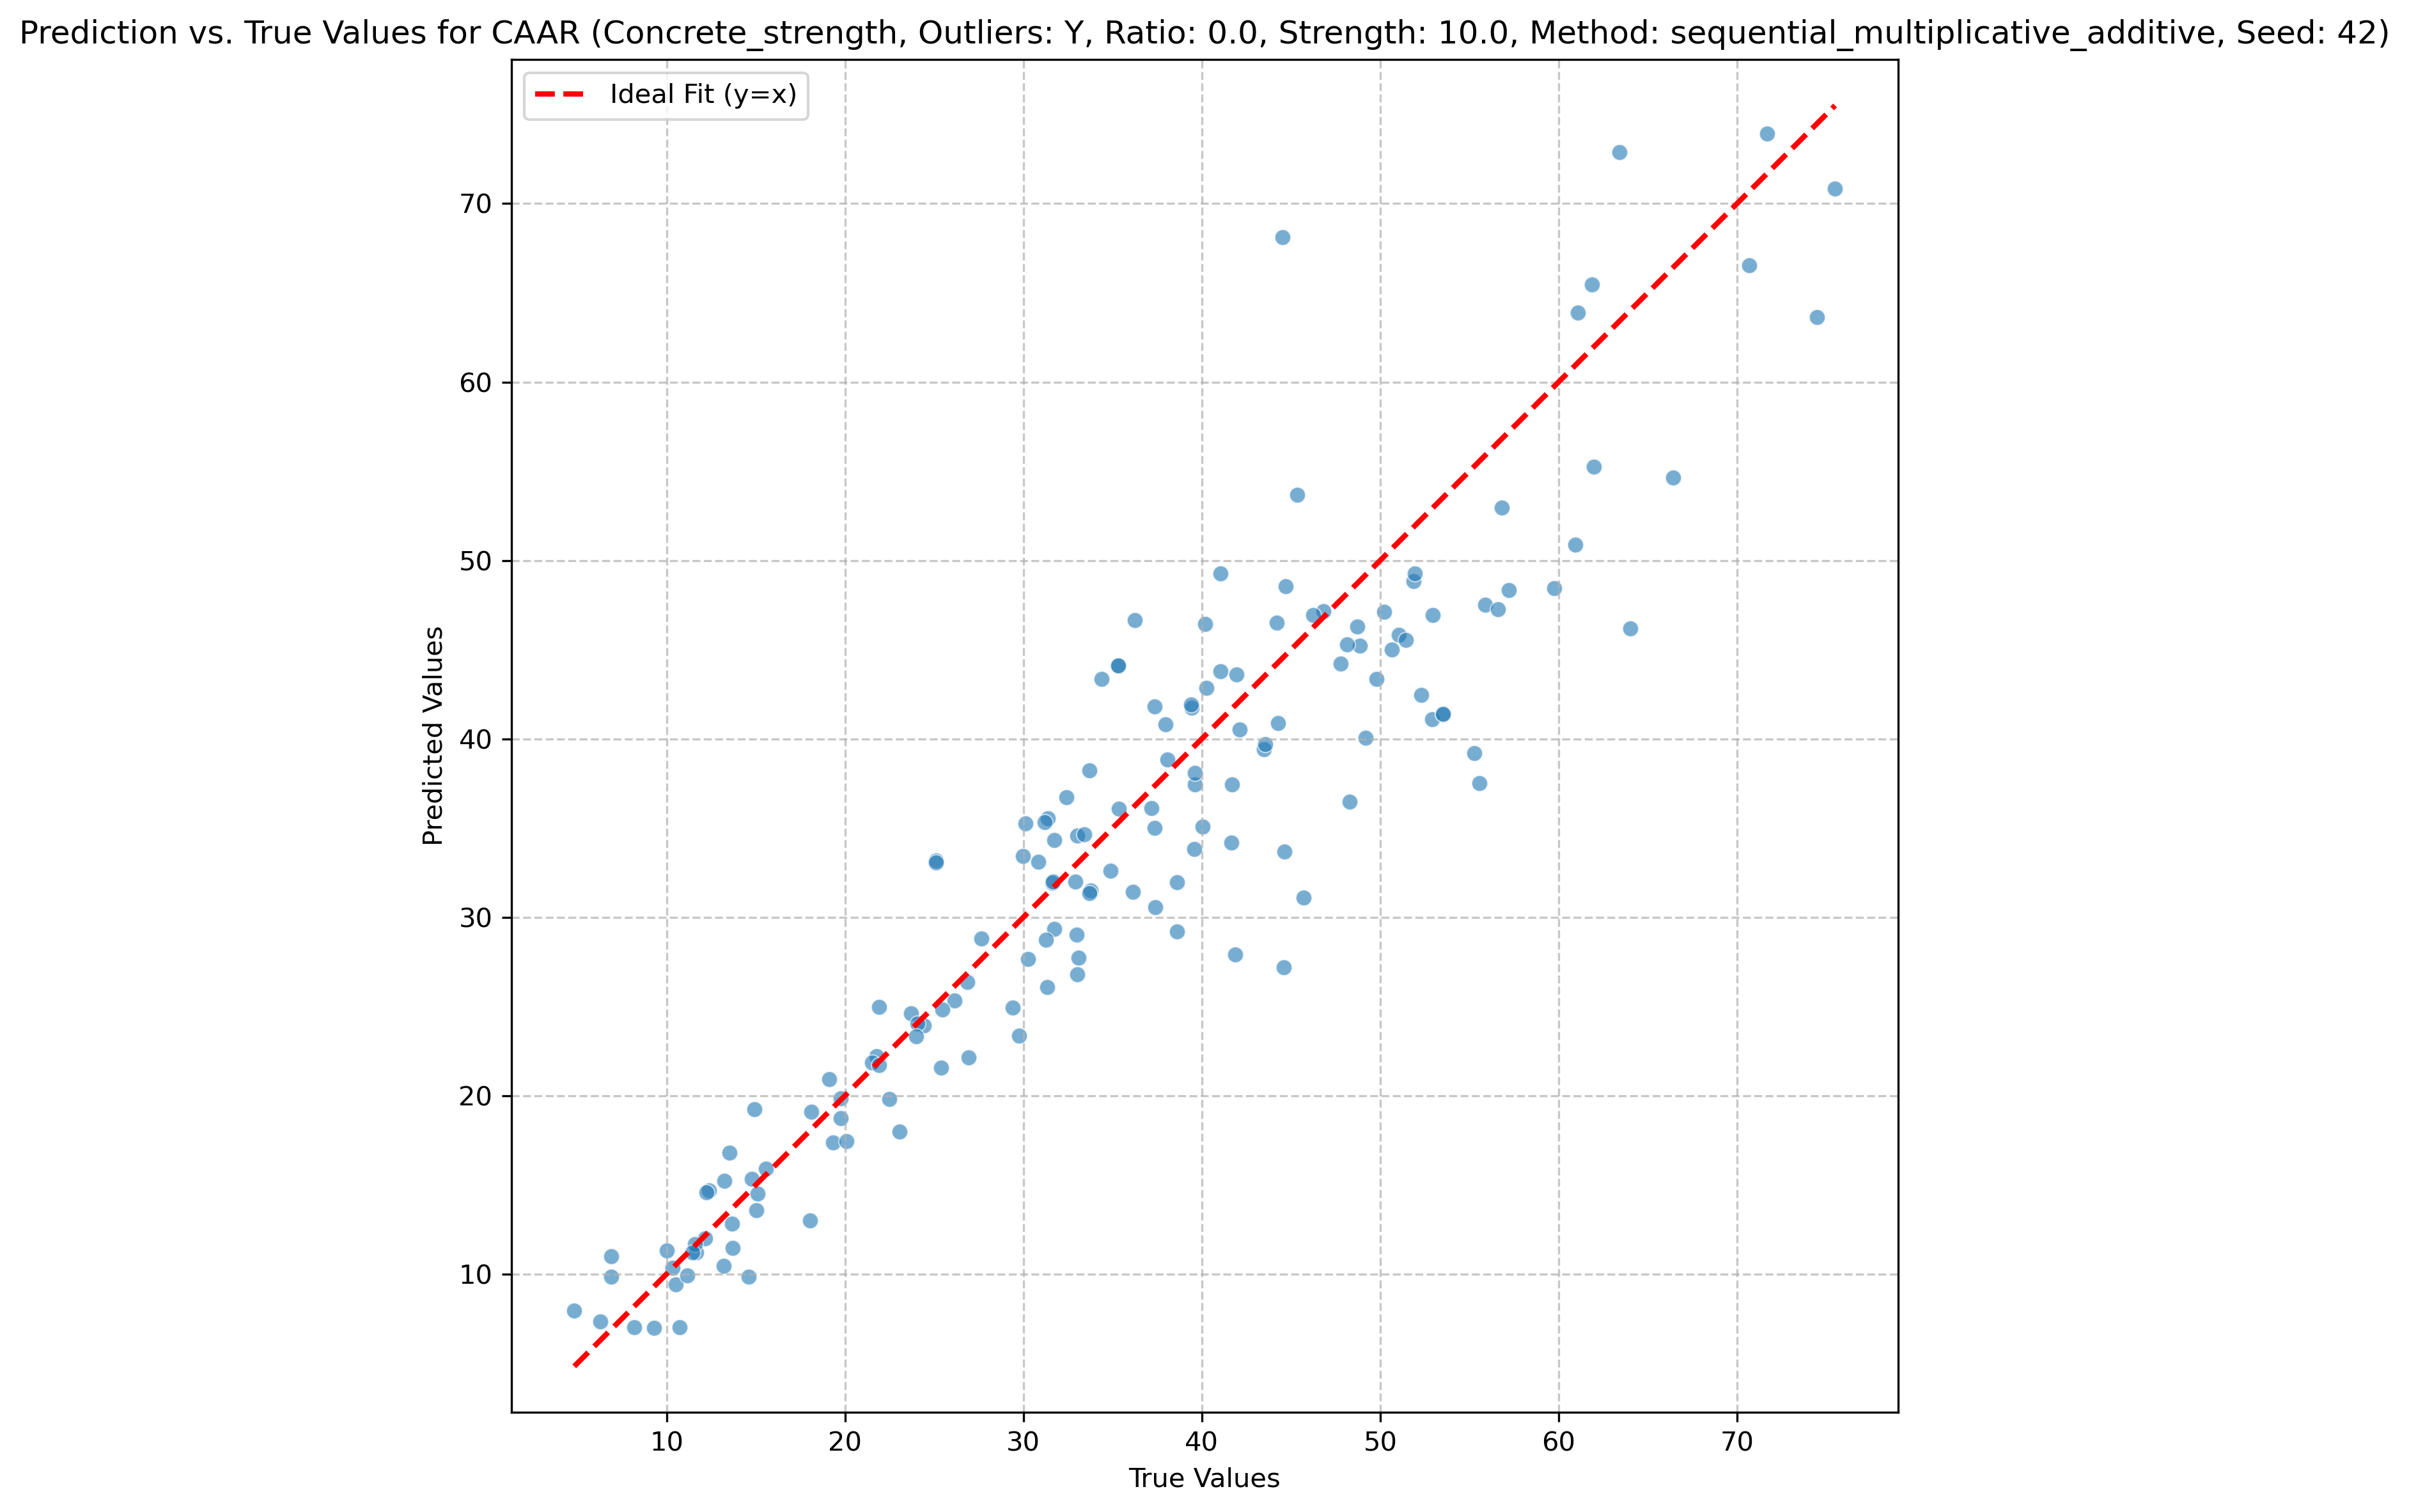 Prediction vs. True Values for CAAR (Concrete_strength, Outliers: Y, Ratio: 0.0, Strength: 10.0, Method: sequential_multiplicative_additive, Seed: 42)
Ideal Fit (y=x)
Predicted Values
70
60
50
40
30
20
10
10 20 30 40 50 60 70
True Values